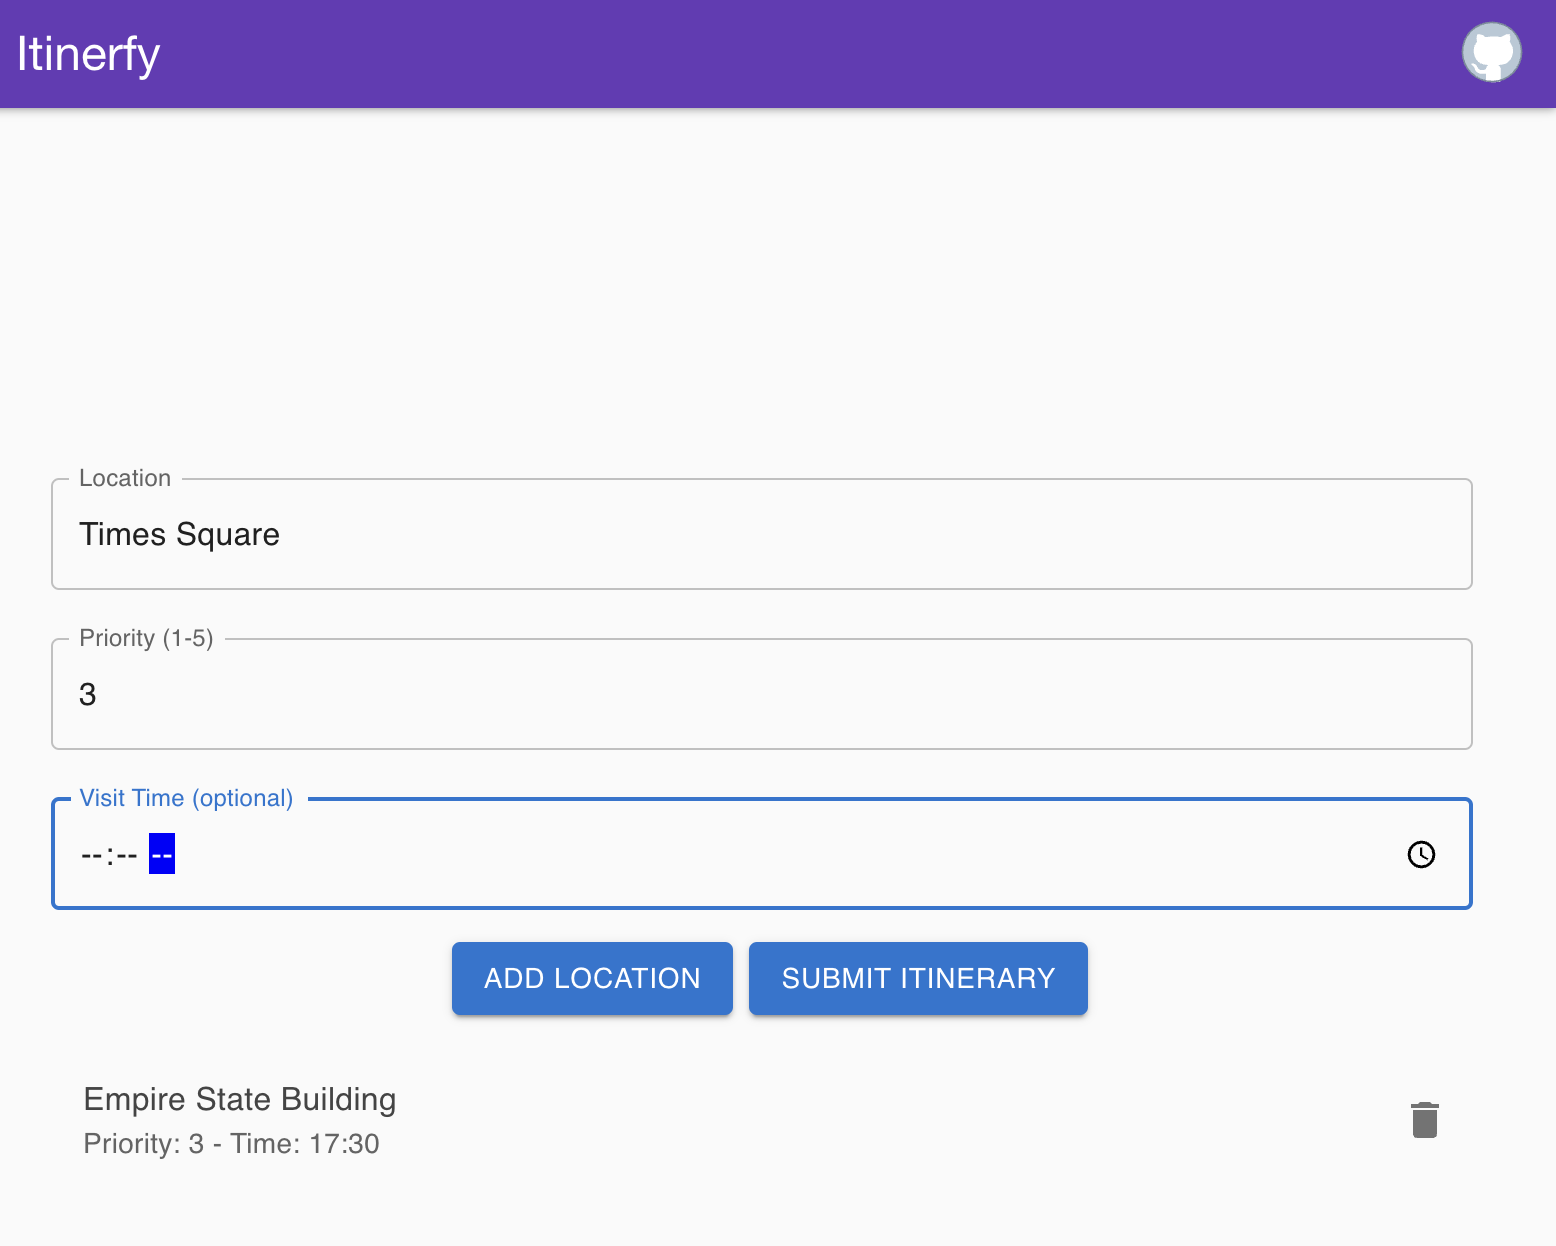 Itinerfy
Location
Times Square
Priority (1-5)
3
Visit Time (optional)
--:-- --
ADD LOCATION
SUBMIT ITINERARY
Empire State Building
Priority: 3 - Time: 17:30